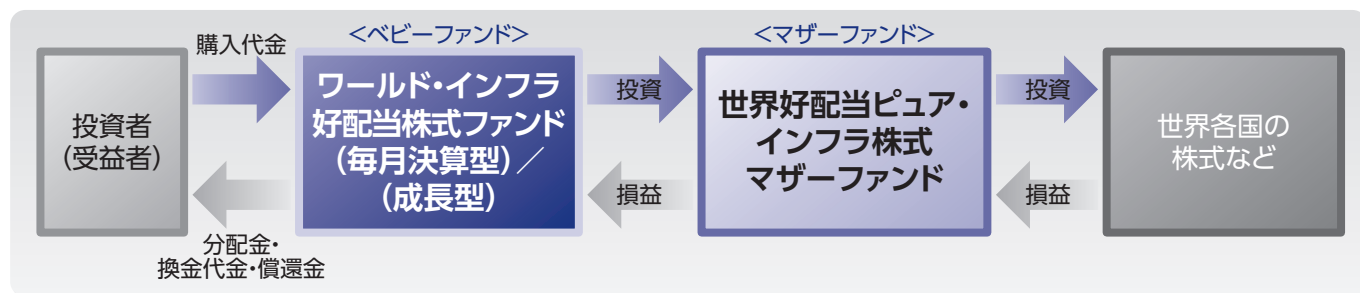 投資者
(受益者)
購入代金
分配金・
換金代金・償還金
<ベビーファンド>
ワールド・インフラ
好配当株式ファンド
(毎月決算型)／
(成長型)
投資
損益
<マザーファンド>
世界好配当ピュア・
インフラ株式
マザーファンド
投資
損益
世界各国の
株式など